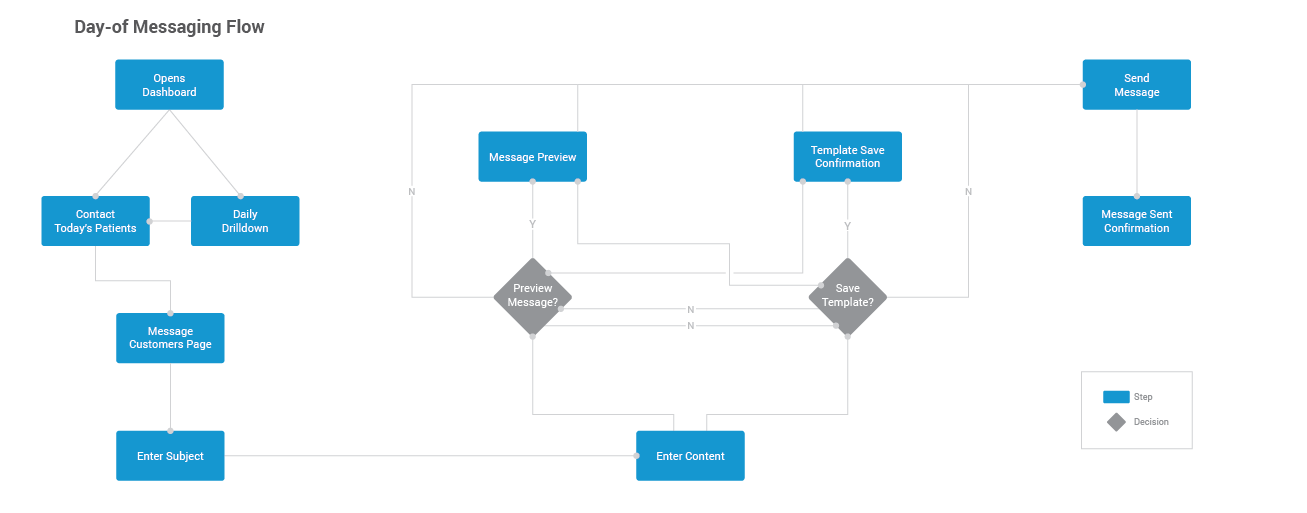 Day-of Messaging Flow
Opens
Dashboard
Send
Message
Message Preview
Template Save
Confirmation
N
N
Contact
Today's Patients
Daily
Drilldown
Message Sent
Confirmation
Y
Y
Preview
Message?
Save
Template?
N
N
Message
Customers Page
Step
Decision
Enter Subject
Enter Content